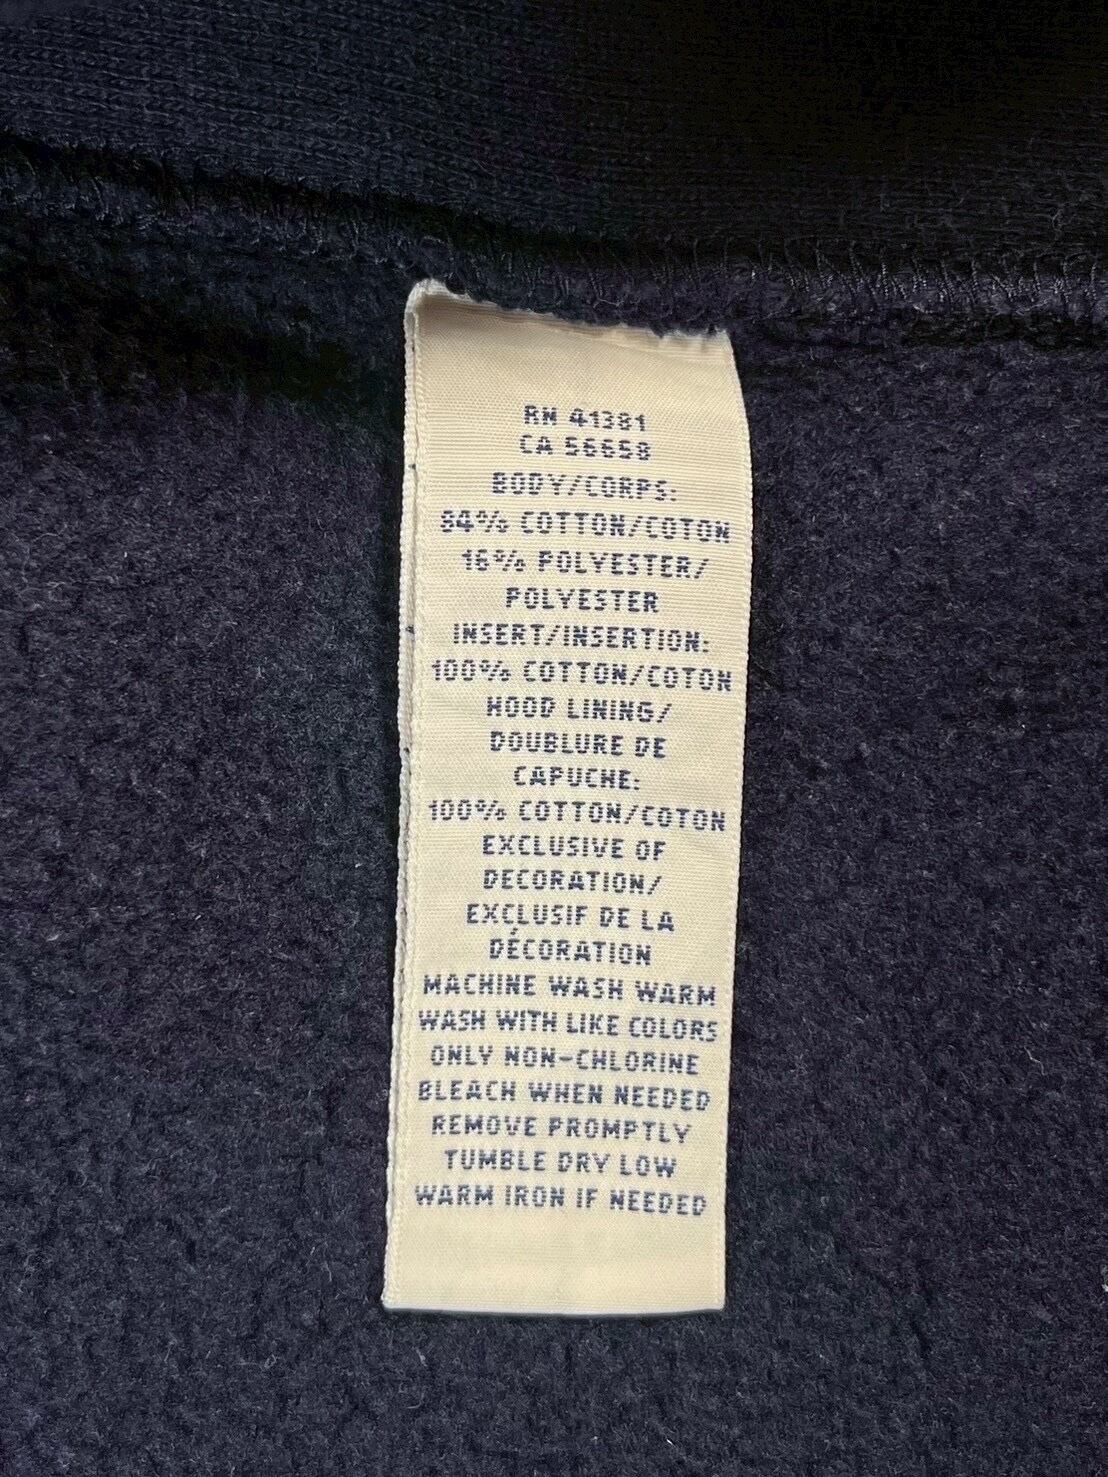 RN 41381
CA 56658
BODY/CORPS:
84% COTTON/COTON
16% POLYESTER/
POLYESTER
INSERT/INSERTION:
100% COTTON/COTON
HOOD LINING/
DOUBLURE DE
CAPUCHE:
100% COTTON/COTON
EXCLUSIVE OF
DECORATION/
EXCLUSIF DE LA
DÉCORATION
MACHINE WASH WARM
WASH WITH LIKE COLORS
ONLY NON-CHLORINE
BLEACH WHEN NEEDED
REMOVE PROMPTLY
TUMBLE DRY LOW
WARM IRON IF NEEDED